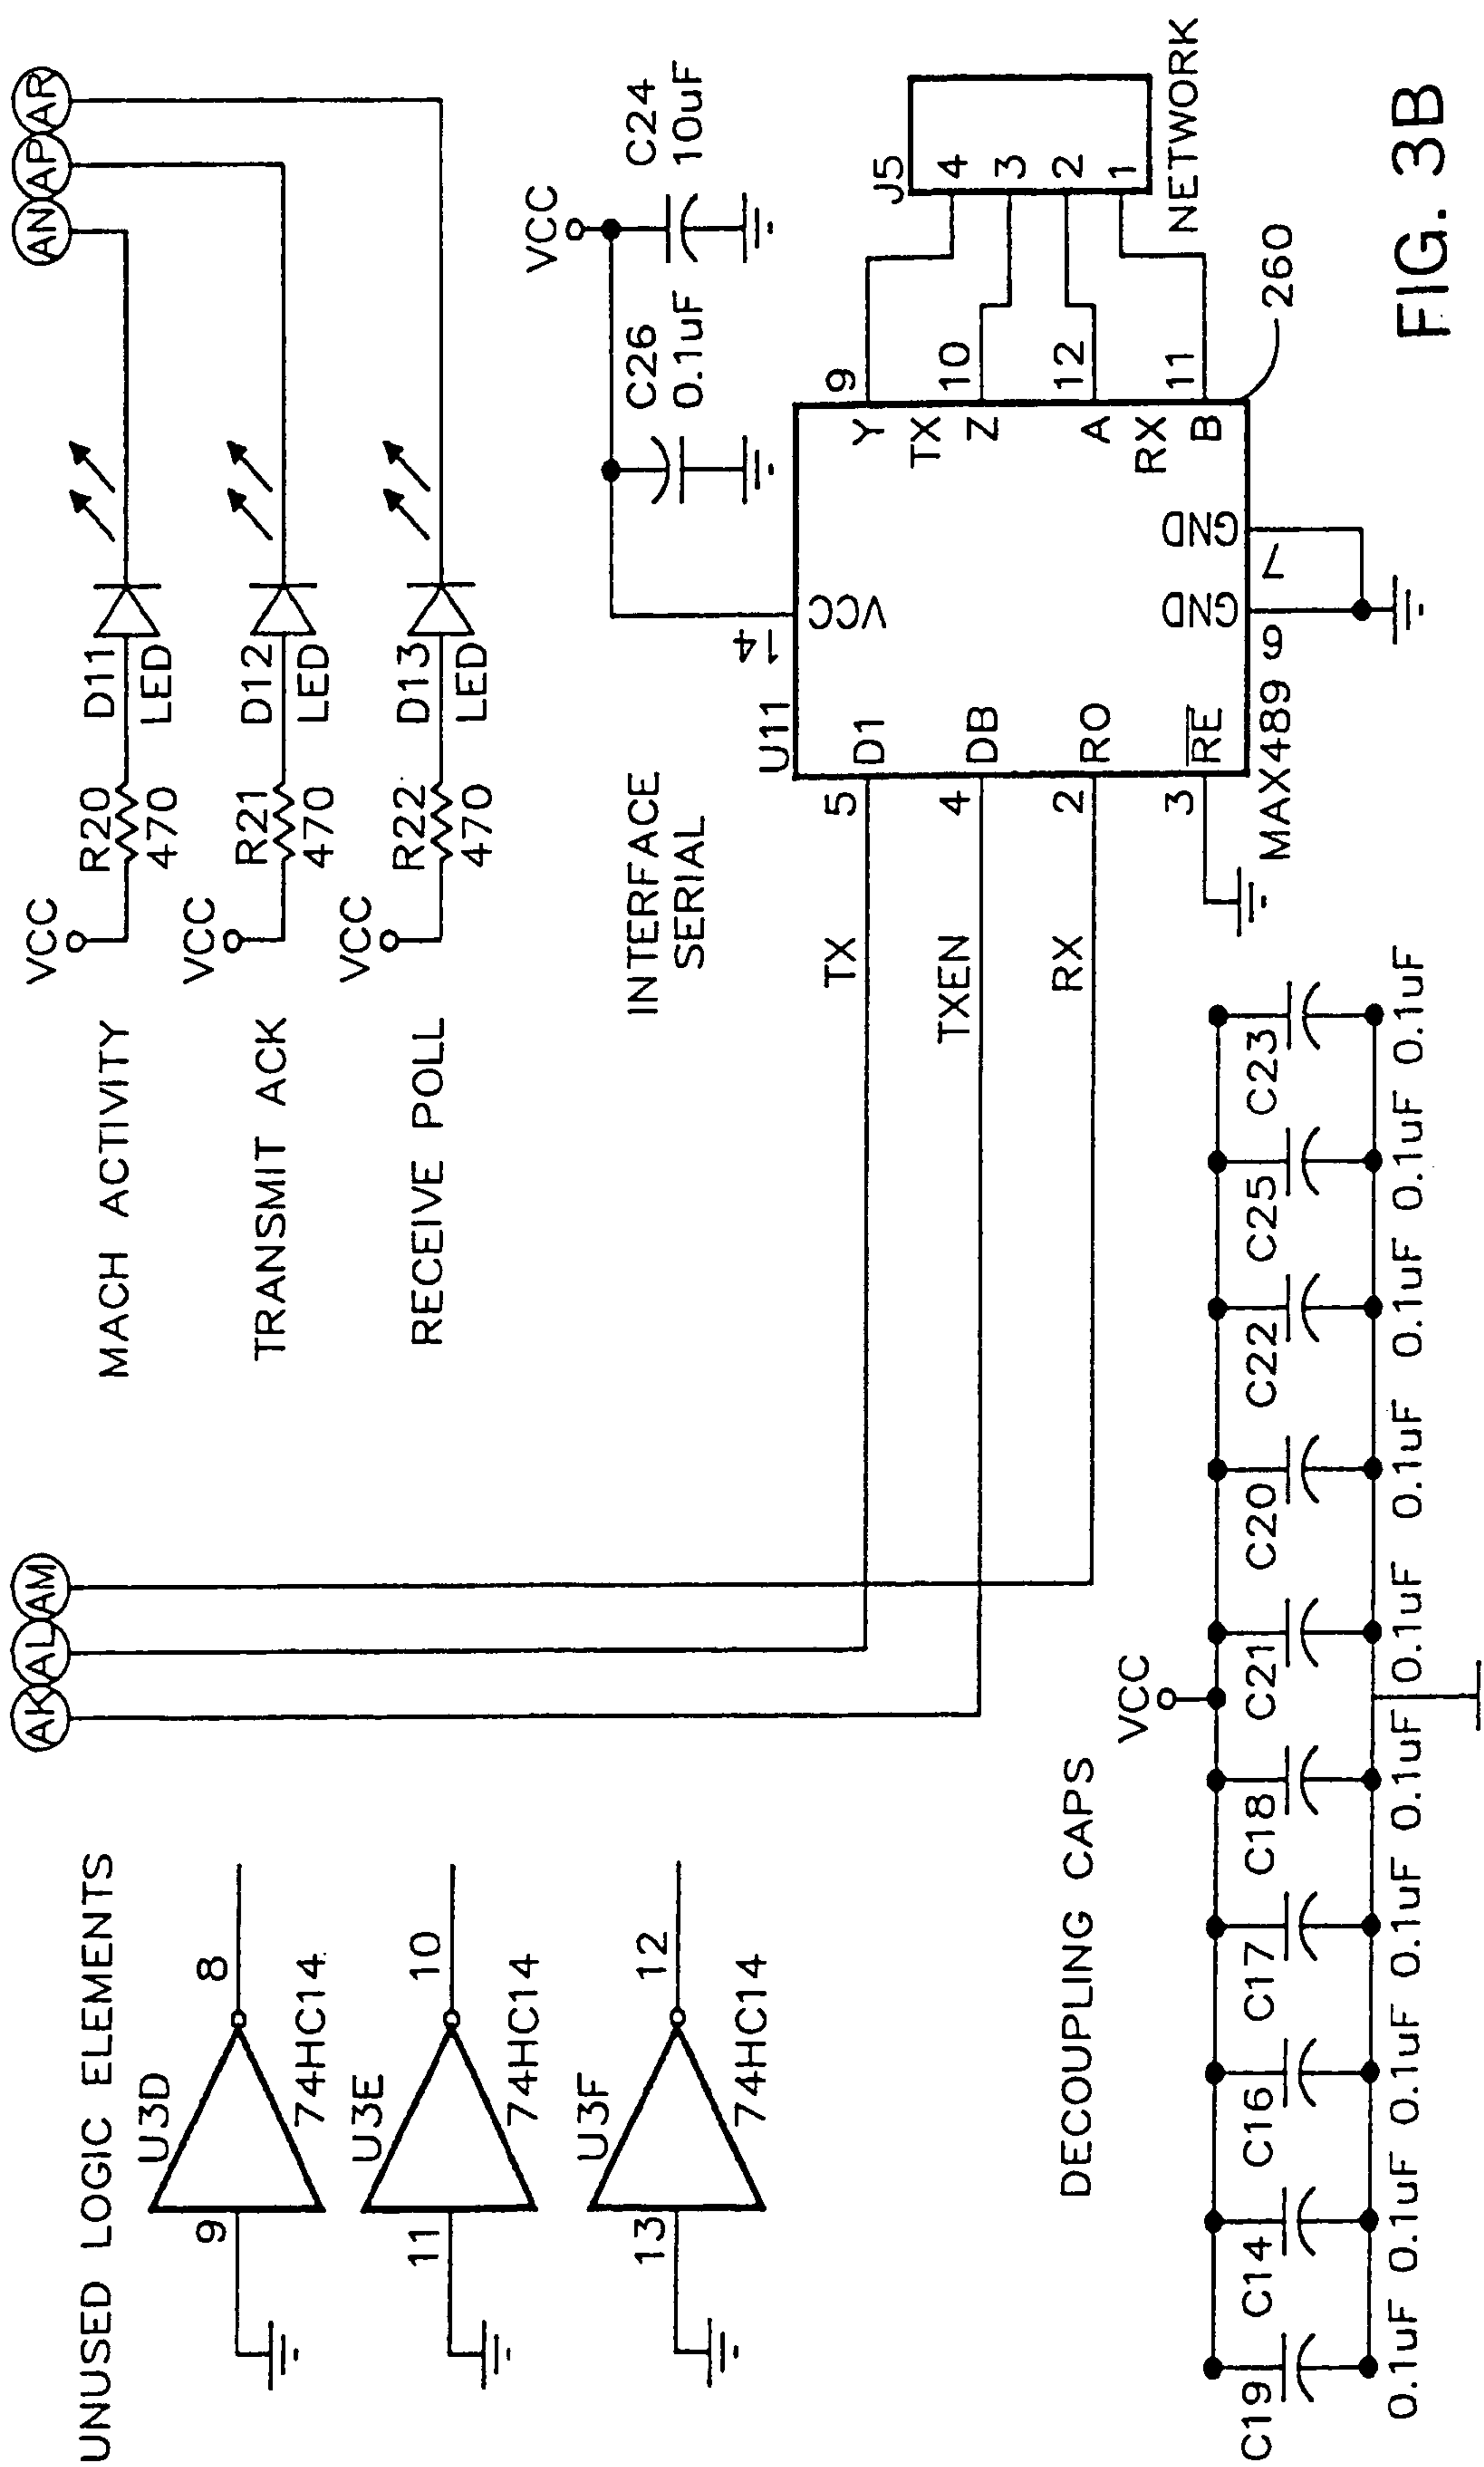 UNUSED LOGIC ELEMENTS
U3D
9
8
74HC14
U3E
11
10
74HC14
U3F
13
12
74HC14
AK
AL
AM
AN
AP
AR
MACH ACTIVITY
VCC
R20
470
D11
LED
TRANSMIT ACK
VCC
R21
470
D12
LED
RECEIVE POLL
VCC
R22
470
D13
LED
INTERFACE
SERIAL
VCC
C26
0.1uF
C24
10uF
TX
TXEN
RX
U11
14
VCC
5
D1
4
DB
2
RO
3
RE
Y
9
TX
Z
10
A
12
RX
B
11
GND
GND
6
7
MAX489
260
J5
4
3
2
1
NETWORK
DECOUPLING CAPS
VCC
C19
C14
C16
C17
C18
C21
C20
C22
C25
C23
0.1uF 0.1uF 0.1uF 0.1uF 0.1uF 0.1uF 0.1uF 0.1uF 0.1uF 0.1uF
FIG. 3B